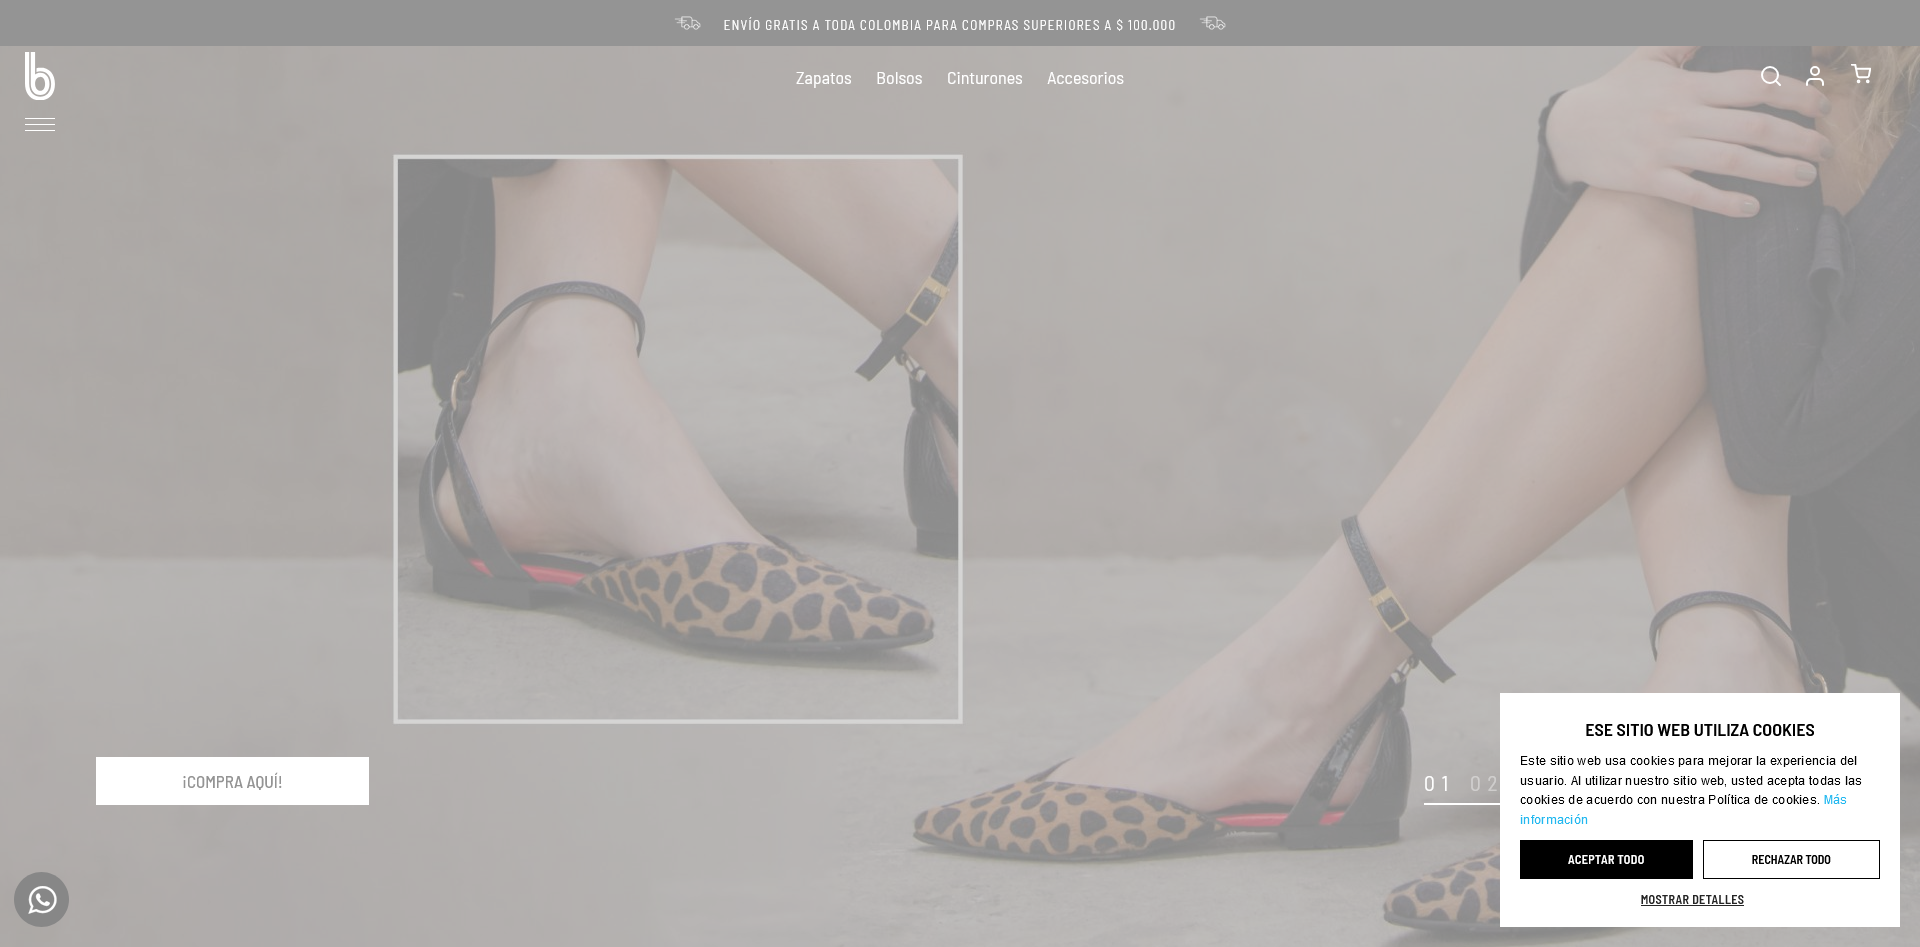 ENVÍO GRATIS A TODA COLOMBIA PARA COMPRAS SUPERIORES A $ 100.000
b
Zapatos Bolsos Cinturones Accesorios
¡COMPRA AQUÍ!
01 02
ESE SITIO WEB UTILIZA COOKIES
Este sitio web usa cookies para mejorar la experiencia del
usuario. Al utilizar nuestro sitio web, usted acepta todas las
cookies de acuerdo con nuestra Política de cookies. Más
información
ACEPTAR TODO
RECHAZAR TODO
MOSTRAR DETALLES